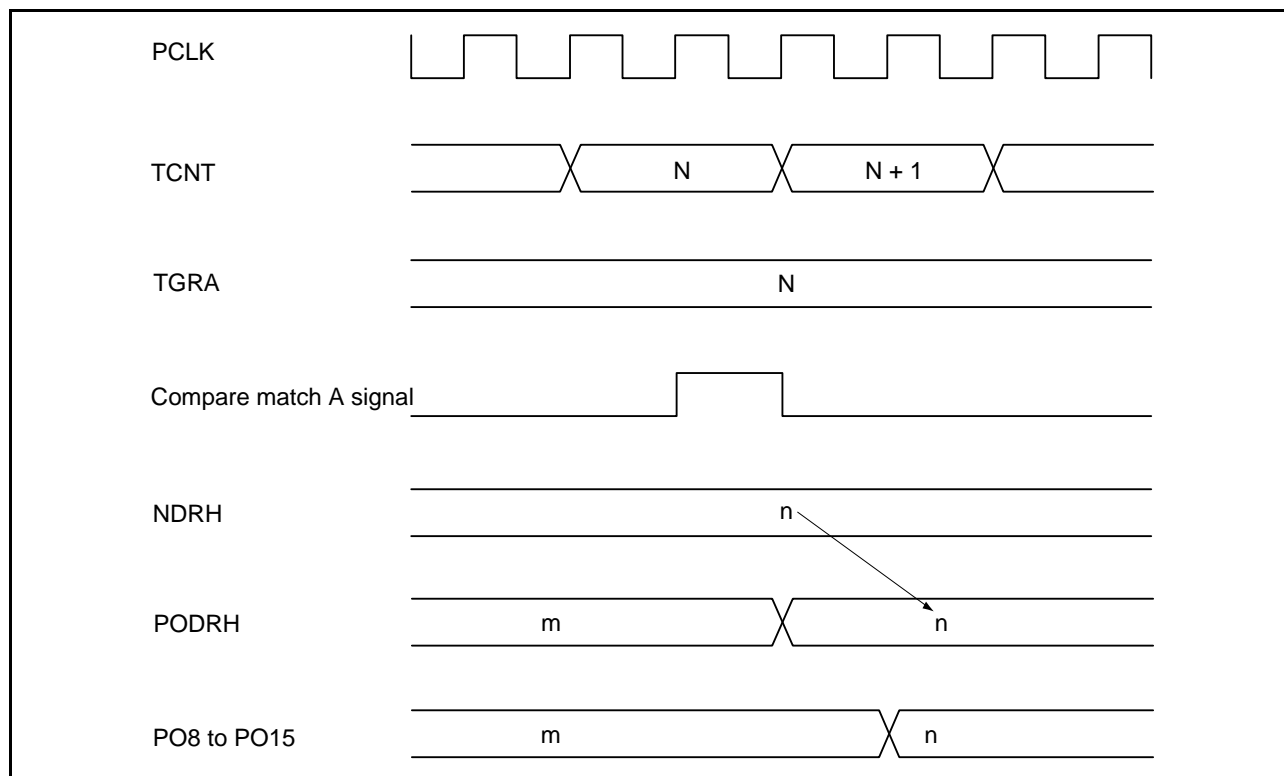 PCLK
TCNT N N + 1
TGRA N
Compare match A signal
NDRH n
PODRH m n
PO8 to PO15 m n